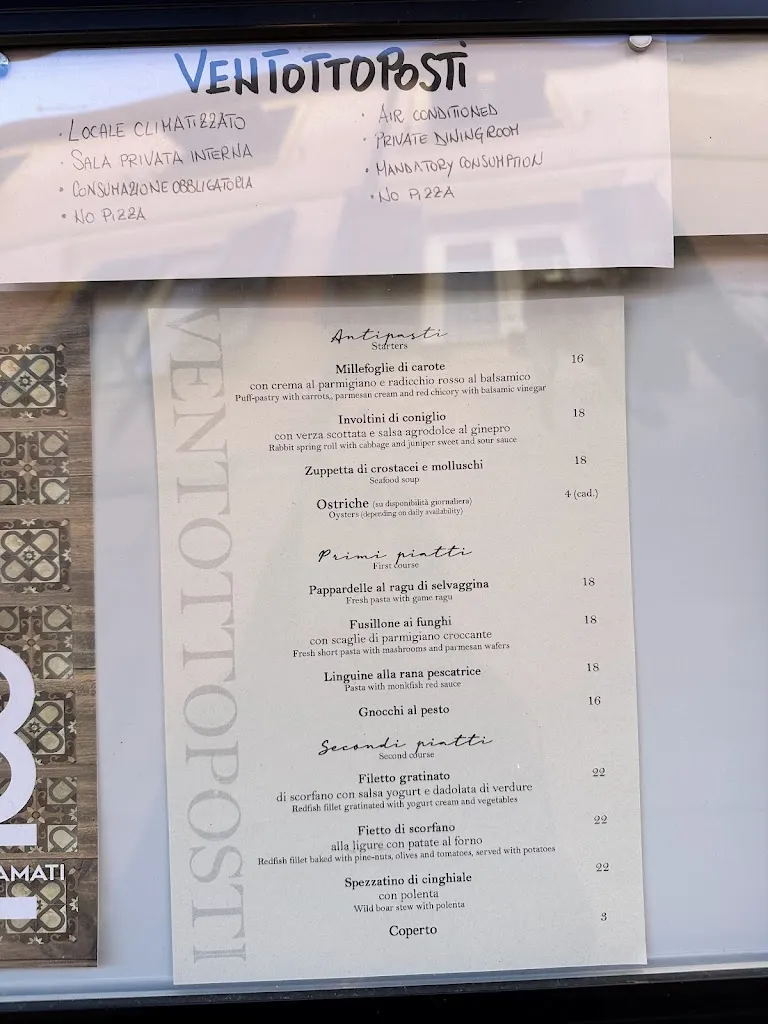 VENTOTTOPOSTI
· LOCALE CLIMATIZZATO
· SALA PRIVATA INTERNA
· CONSUMAZIONE OBBLIGATORIA
· NO PIZZA
· AIR CONDITIONED
· PRIVATE DINING ROOM
· MANDATORY CONSUMPTION
· NO PIZZA
VENTOTTOPOSTI
Antipasti
Starters
Millefoglie di carote 16
con crema al parmigiano e radicchio rosso al balsamico
Puff-pastry with carrots,, parmesan cream and red chicory with balsamic vinegar
Involtini di coniglio 18
con verza scottata e salsa agrodolce al ginepro
Rabbit spring roll with cabbage and juniper sweet and sour sauce
Zuppetta di crostacei e molluschi 18
Seafood soup
Ostriche (su disponibilità giornaliera) 4 (cad.)
Oysters (depending on daily availability)
Primi piatti
First course
Pappardelle al ragu di selvaggina 18
Fresh pasta with game ragu
Fusillone ai funghi 18
con scaglie di parmigiano croccante
Fresh short pasta with mashrooms and parmesan wafers
Linguine alla rana pescatrice 18
Pasta with monkfish red sauce
Gnocchi al pesto 16
Secondi piatti
Second course
Filetto gratinato 22
di scorfano con salsa yogurt e dadolata di verdure
Redfish fillet gratinated with yogurt cream and vegetables
Fietto di scorfano 22
alla ligure con patate al forno
Redfish fillet baked with pine-nuts, olives and tomatoes, served with potatoes
Spezzatino di cinghiale 22
con polenta
Wild boar stew with polenta
Coperto 3
AMATI